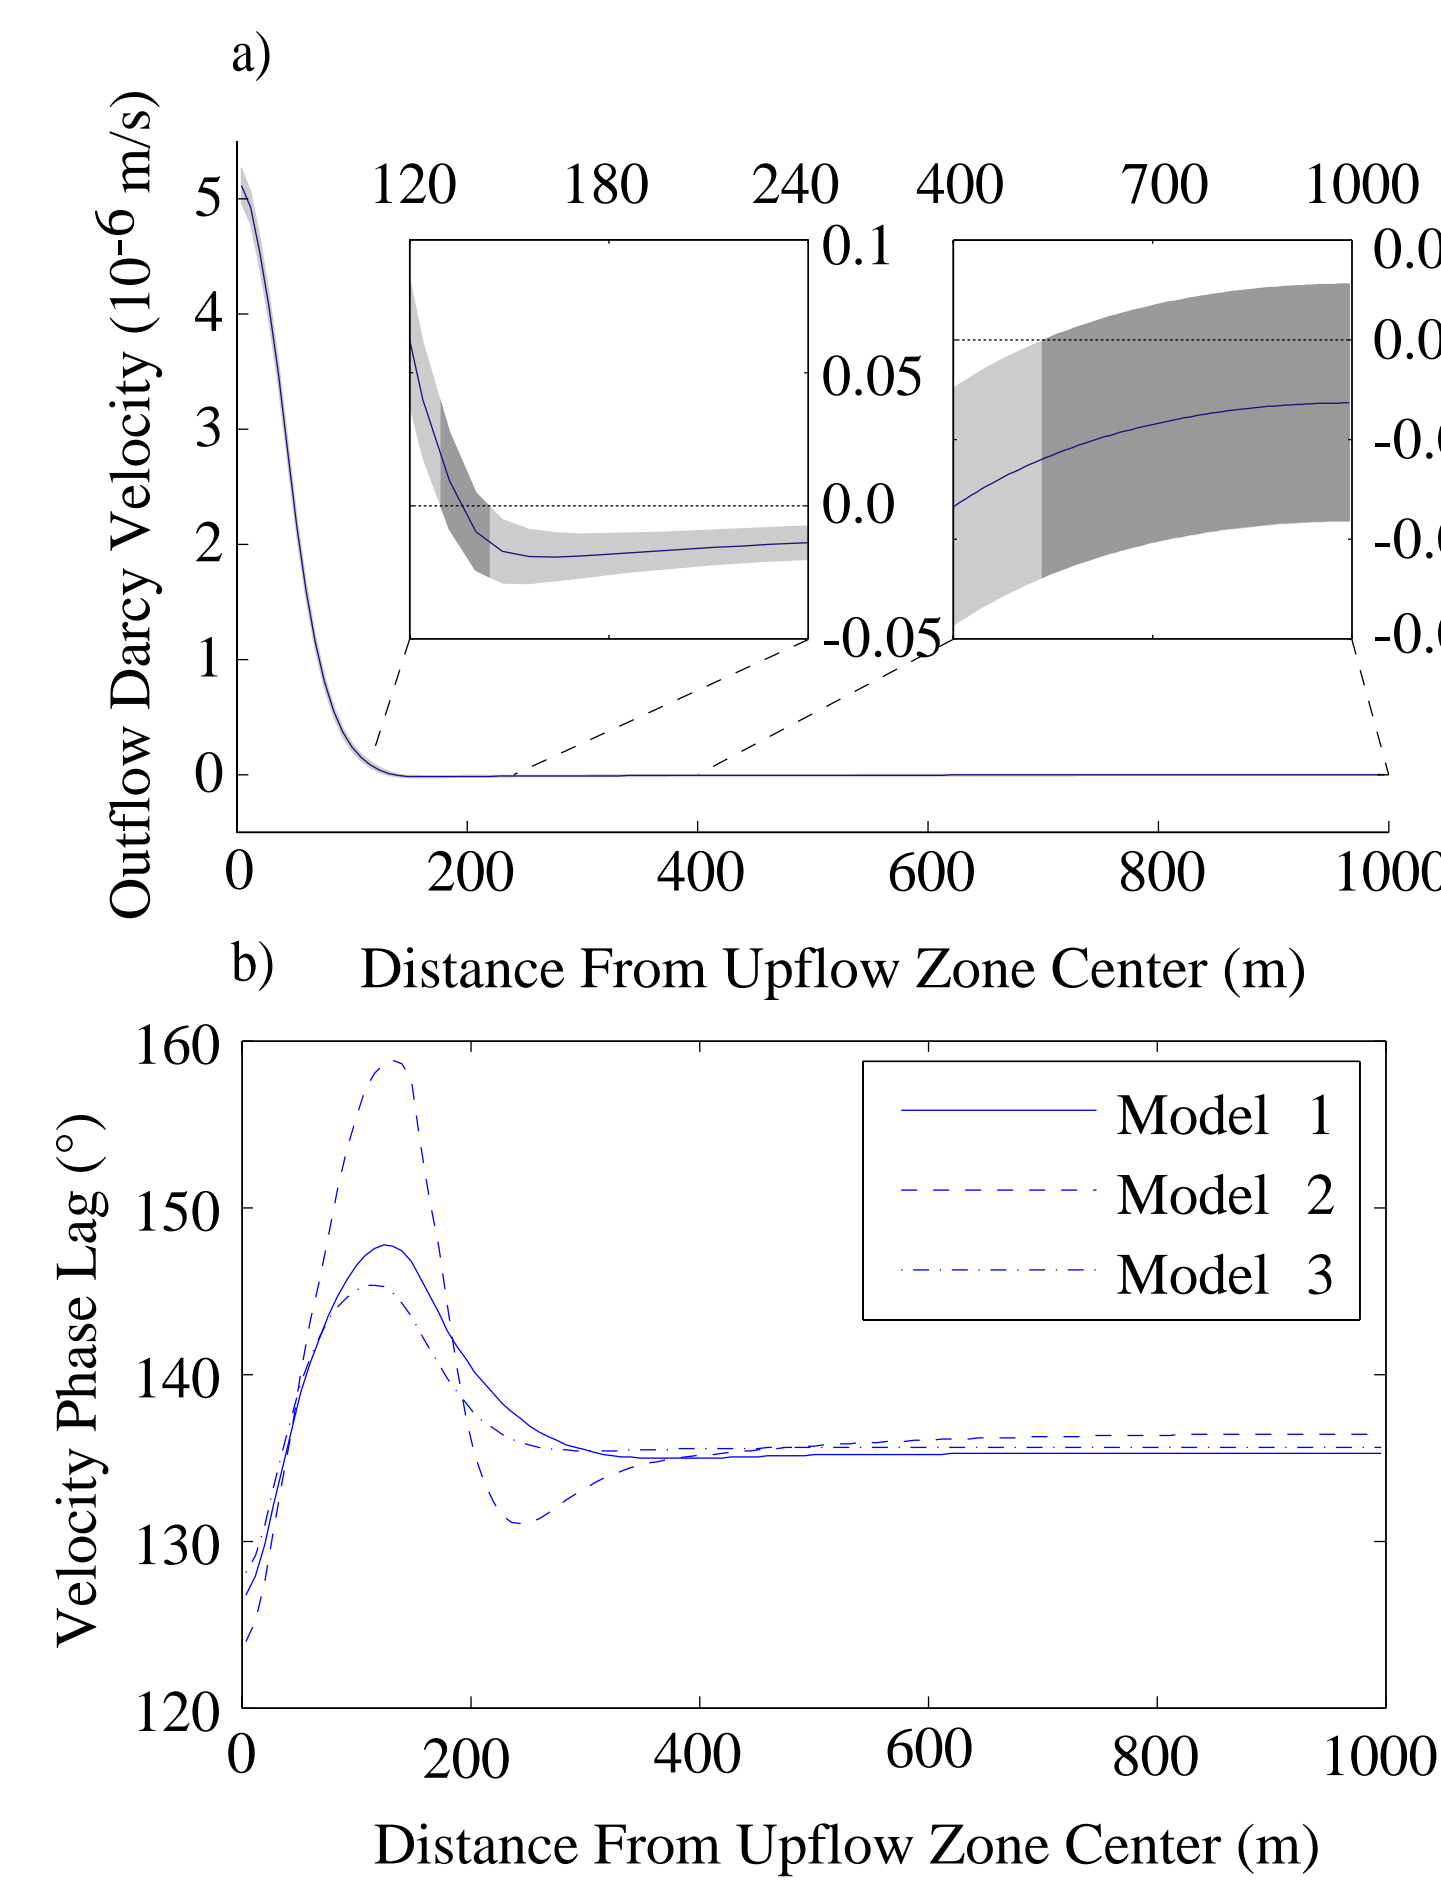 a)
Outflow Darcy Velocity (10-6 m/s)
120 180 240 400 700 1000
0.1
0.05
0.0
-0.05
5
4
3
2
1
0
0 200 400 600 800 1000
Distance From Upflow Zone Center (m)
b)
Velocity Phase Lag (°)
160
150
140
130
120
Model 1
Model 2
Model 3
0 200 400 600 800 1000
Distance From Upflow Zone Center (m)